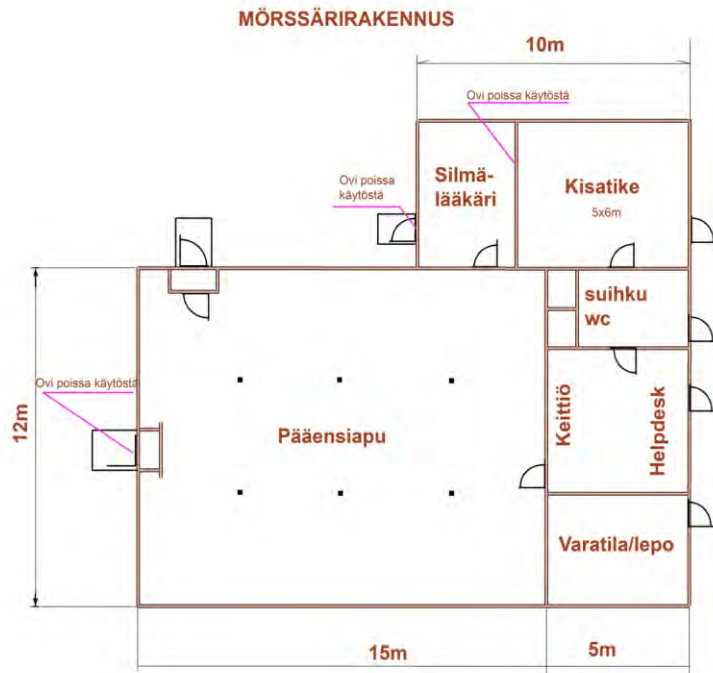 MÖRSSÄRIRAKENNUS
10m
Ovi poissa käytöstä
Silmä-
lääkäri
Kisatike
5x6m
Ovi poissa
käytöstä
suihku
wc
Ovi poissa käytöstä
12m
Pääensiapu
Keittiö
Helpdesk
Varatila/lepo
15m
5m